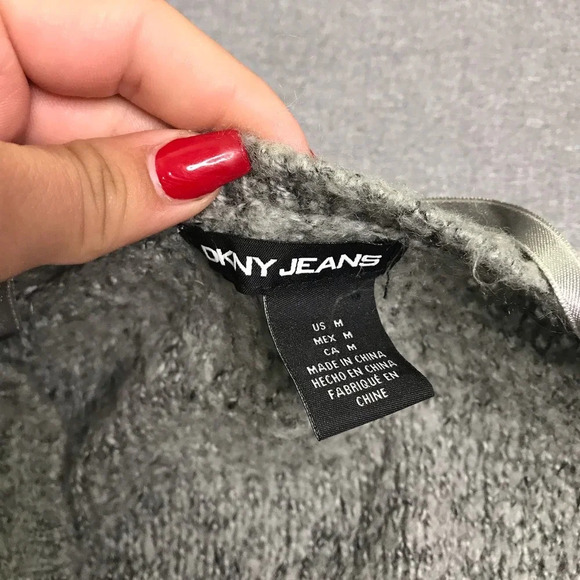 DKNY JEANS
US M
MEX M
CA M
MADE IN CHINA
HECHO EN CHINA
FABRIQUÉ EN
CHINE